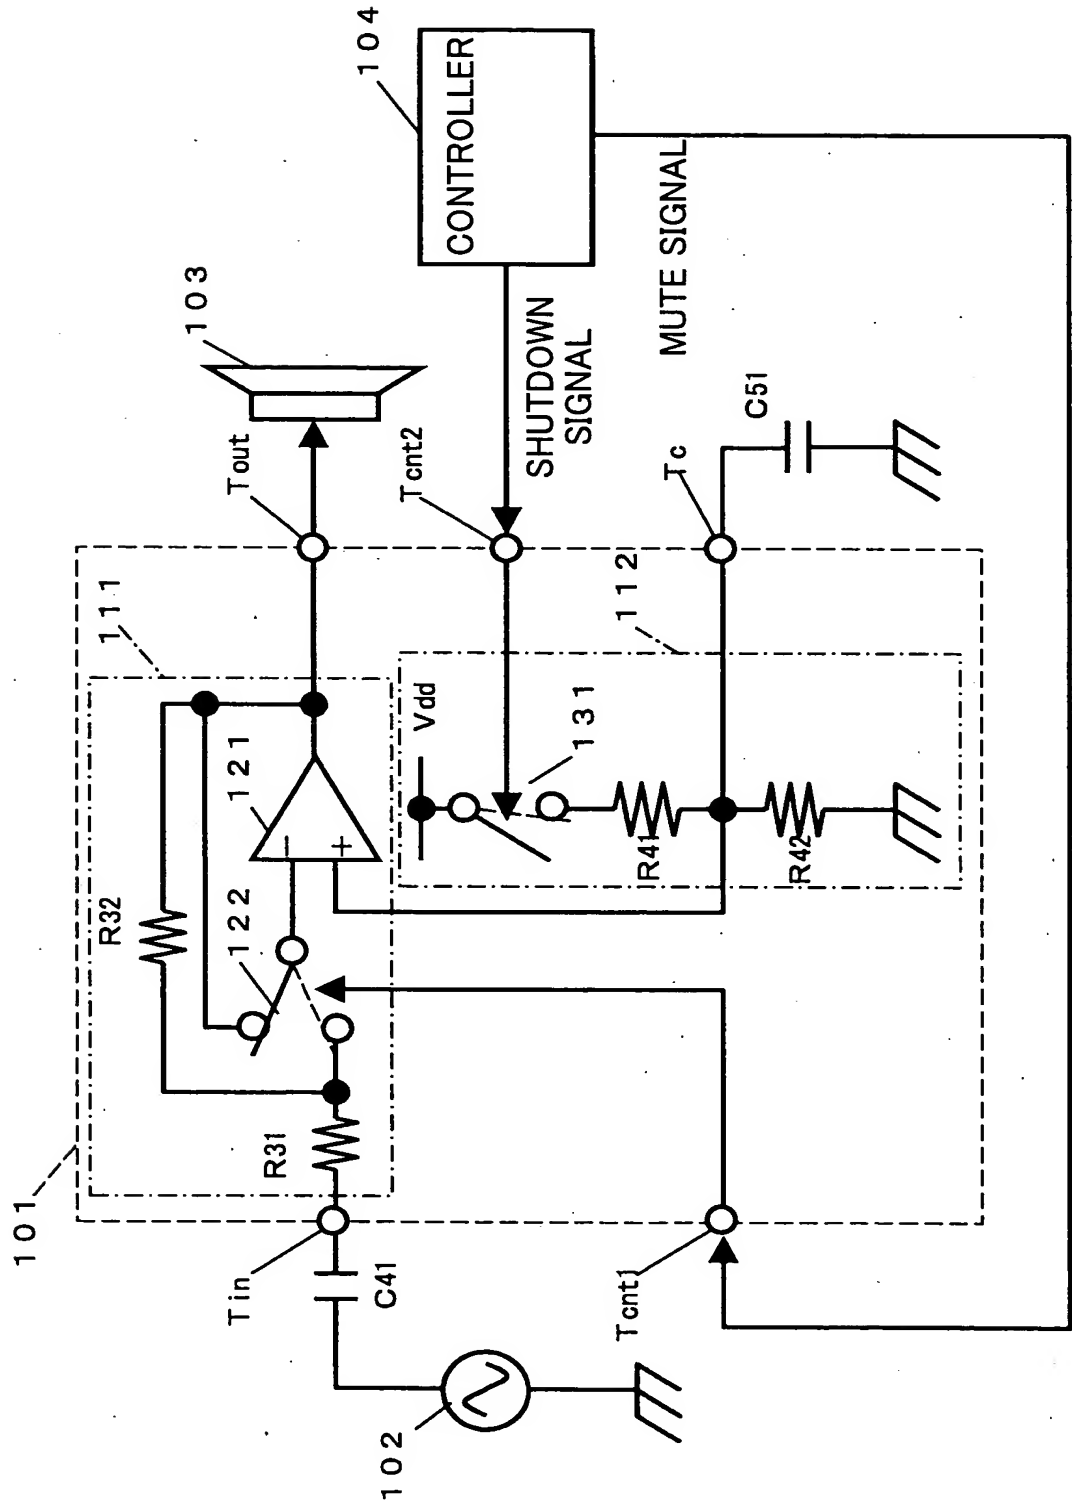 101
111
R32
122
121
R31
Tin
C41
102
Tout
103
104
CONTROLLER
Tcnt2
SHUTDOWN
SIGNAL
Vdd
131
112
R41
R42
Tc
C51
MUTE SIGNAL
Tcnt1
−
+